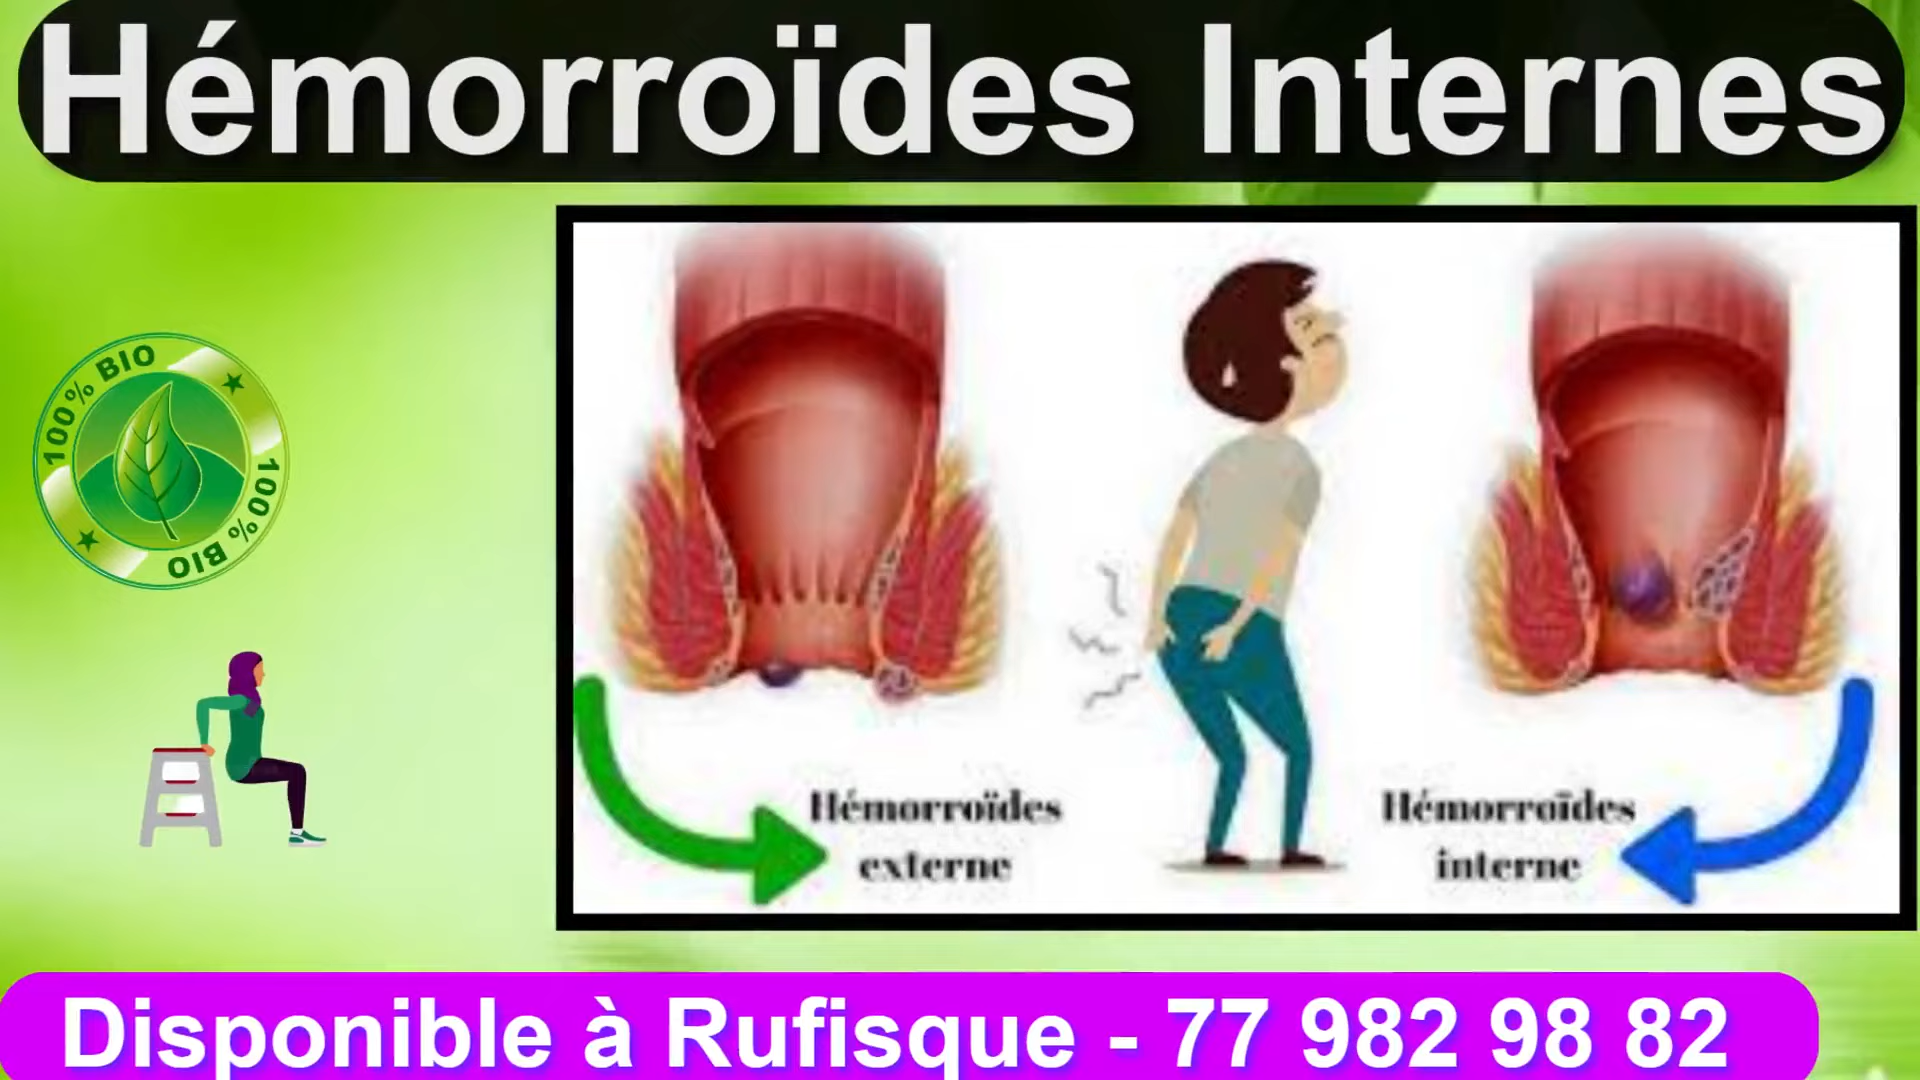 Hémorroïdes Internes
100% BIO
100% BIO
Hémorroïdes
externe
Hémorroïdes
interne
Disponible à Rufisque - 77 982 98 82